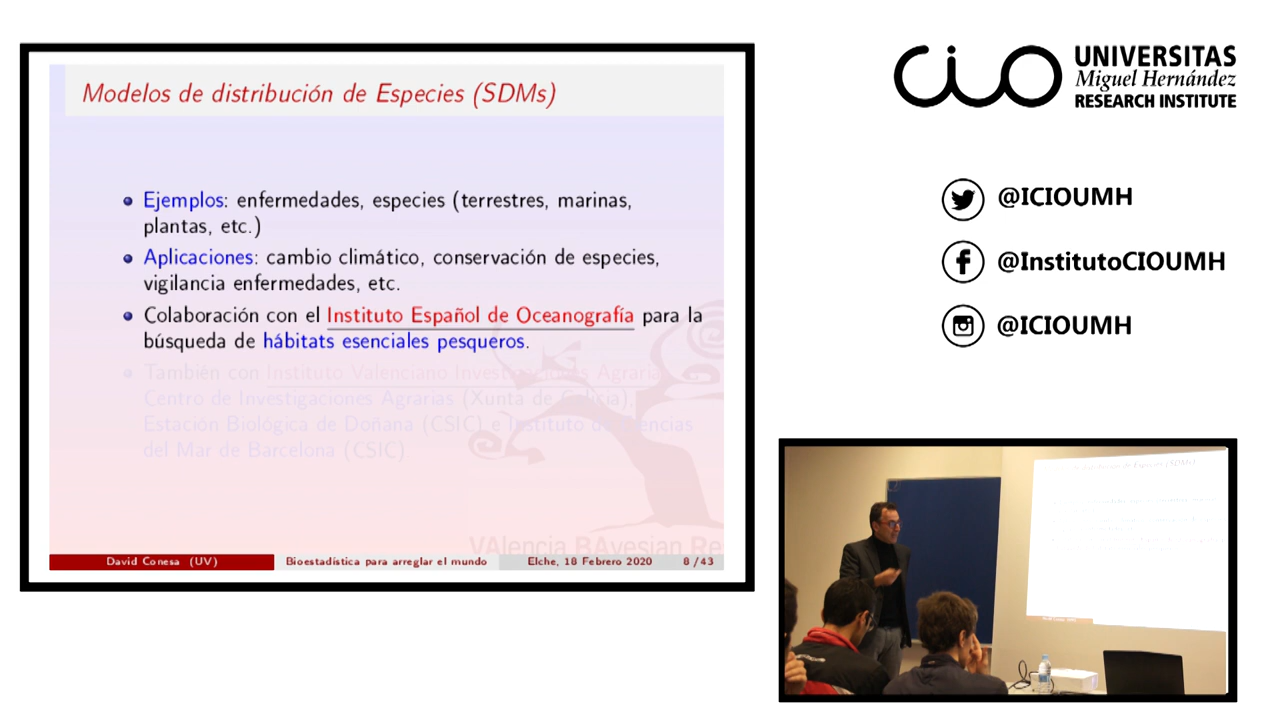 Modelos de distribución de Especies (SDMs)
Ejemplos: enfermedades, especies (terrestres, marinas,
plantas, etc.)
Aplicaciones: cambio climático, conservación de especies,
vigilancia enfermedades, etc.
Colaboración con el Instituto Español de Oceanografía para la
búsqueda de hábitats esenciales pesqueros.
También con Instituto Valenciano Investigaciones Agrarias
Centro de Investigaciones Agrarias (Xunta de Galicia)
Estación Biológica de Doñana (CSIC) e Instituto de Ciencias
del Mar de Barcelona (CSIC)
VAlencia BAyesian Re
David Conesa (UV)
Bioestadística para arreglar el mundo
Elche, 18 Febrero 2020
8 / 43
cio
UNIVERSITAS
Miguel Hernández
RESEARCH INSTITUTE
@ICIOUMH
@InstitutoCIOUMH
@ICIOUMH